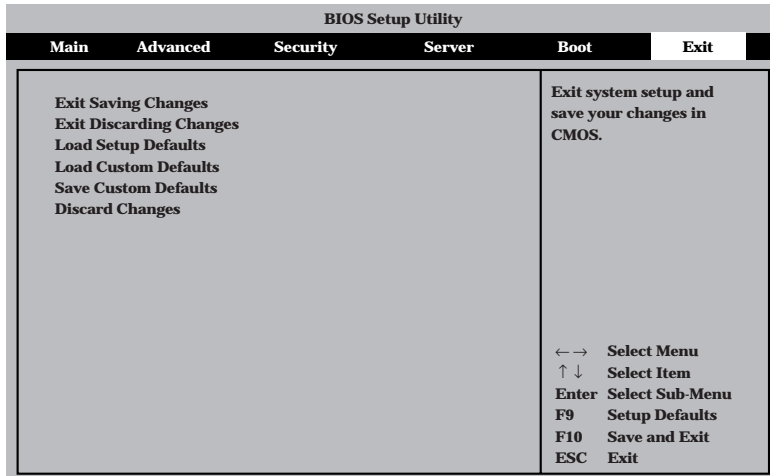 BIOS Setup Utility
Main Advanced Security Server Boot Exit
Exit Saving Changes
Exit Discarding Changes
Load Setup Defaults
Load Custom Defaults
Save Custom Defaults
Discard Changes
Exit system setup and
save your changes in
CMOS.
←→ Select Menu
↑↓ Select Item
Enter Select Sub-Menu
F9 Setup Defaults
F10 Save and Exit
ESC Exit